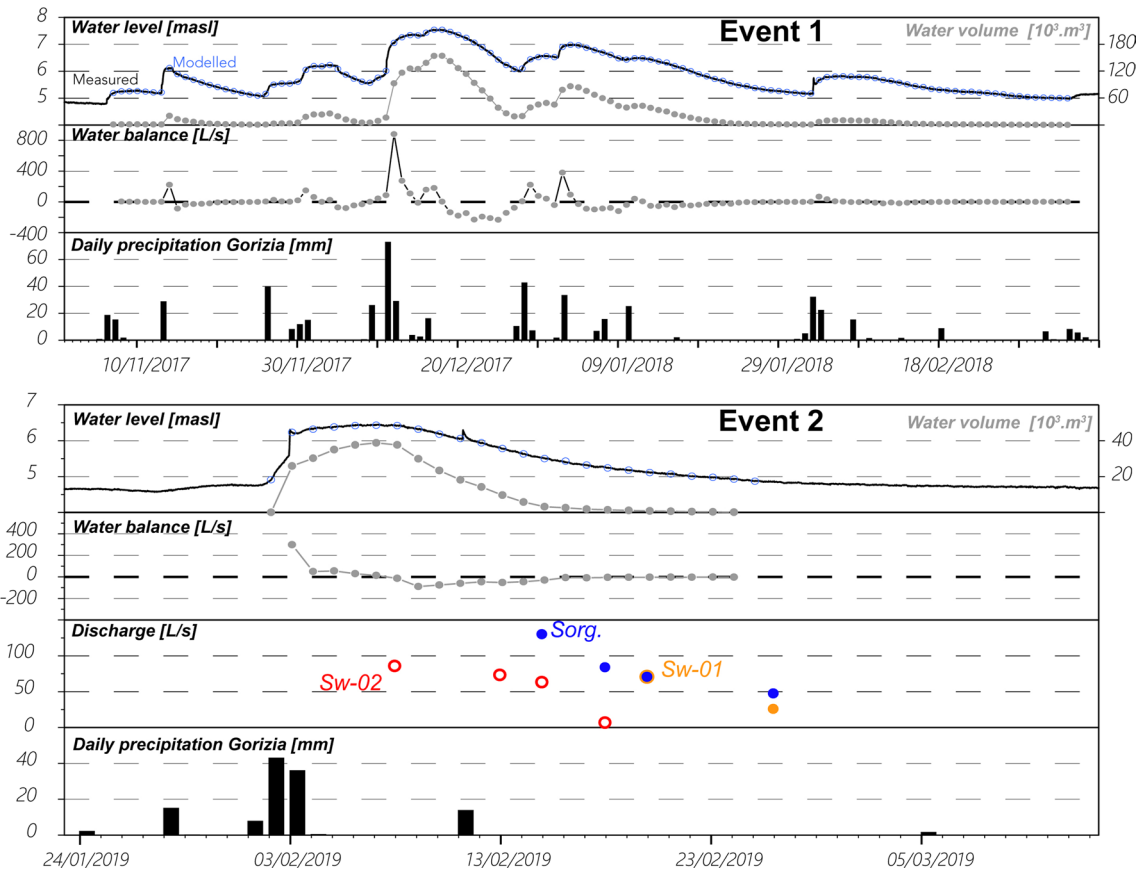 8
Water level [masl]
Event 1
Water volume [10³.m³]
7
180
Modelled
6
Measured
120
5
60
Water balance [L/s]
800
400
0
-400
Daily precipitation Gorizia [mm]
60
40
20
0
10/11/2017
30/11/2017
20/12/2017
09/01/2018
29/01/2018
18/02/2018
7
Water level [masl]
Event 2
Water volume [10³.m³]
6
40
5
20
Water balance [L/s]
400
200
0
-200
Discharge [L/s]
Sorg.
100
Sw-02
Sw-01
50
0
Daily precipitation Gorizia [mm]
40
20
0
24/01/2019
03/02/2019
13/02/2019
23/02/2019
05/03/2019